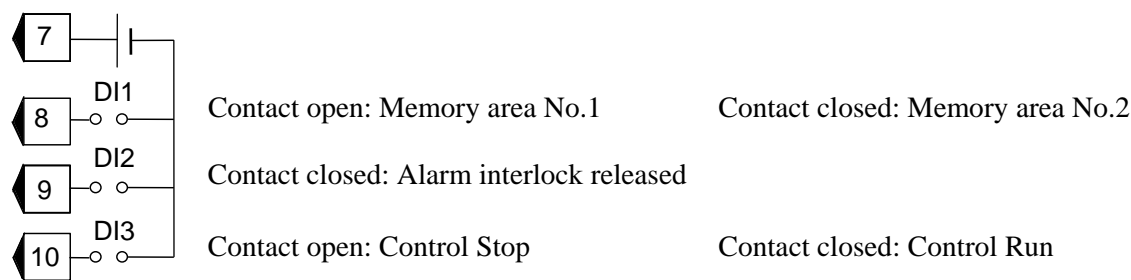 7
DI1
8 Contact open: Memory area No.1 Contact closed: Memory area No.2
DI2
9 Contact closed: Alarm interlock released
DI3
10 Contact open: Control Stop Contact closed: Control Run